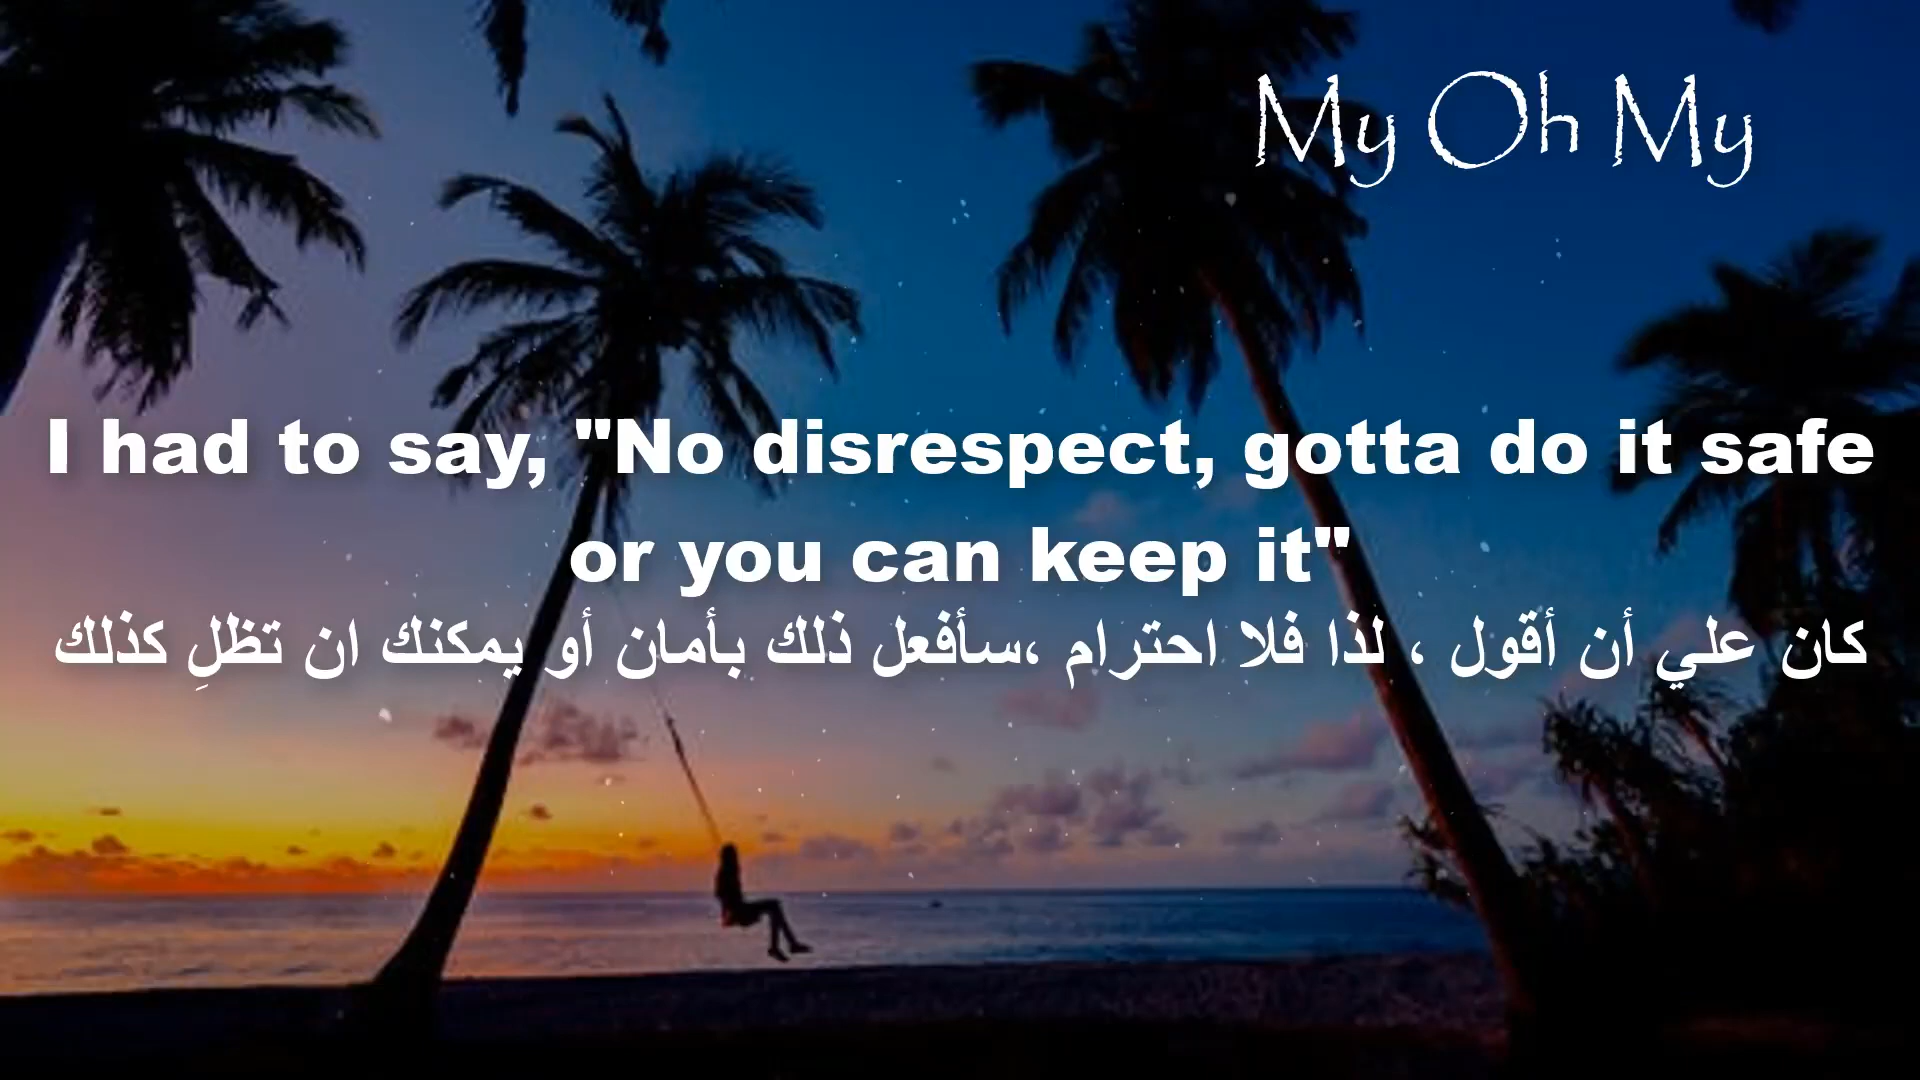 My Oh My
I had to say, "No disrespect, gotta do it safe
or you can keep it"
كان علي أن أقول ، لذا فلا احترام ،سأفعل ذلك بأمان أو يمكنك ان تظلِ كذلك